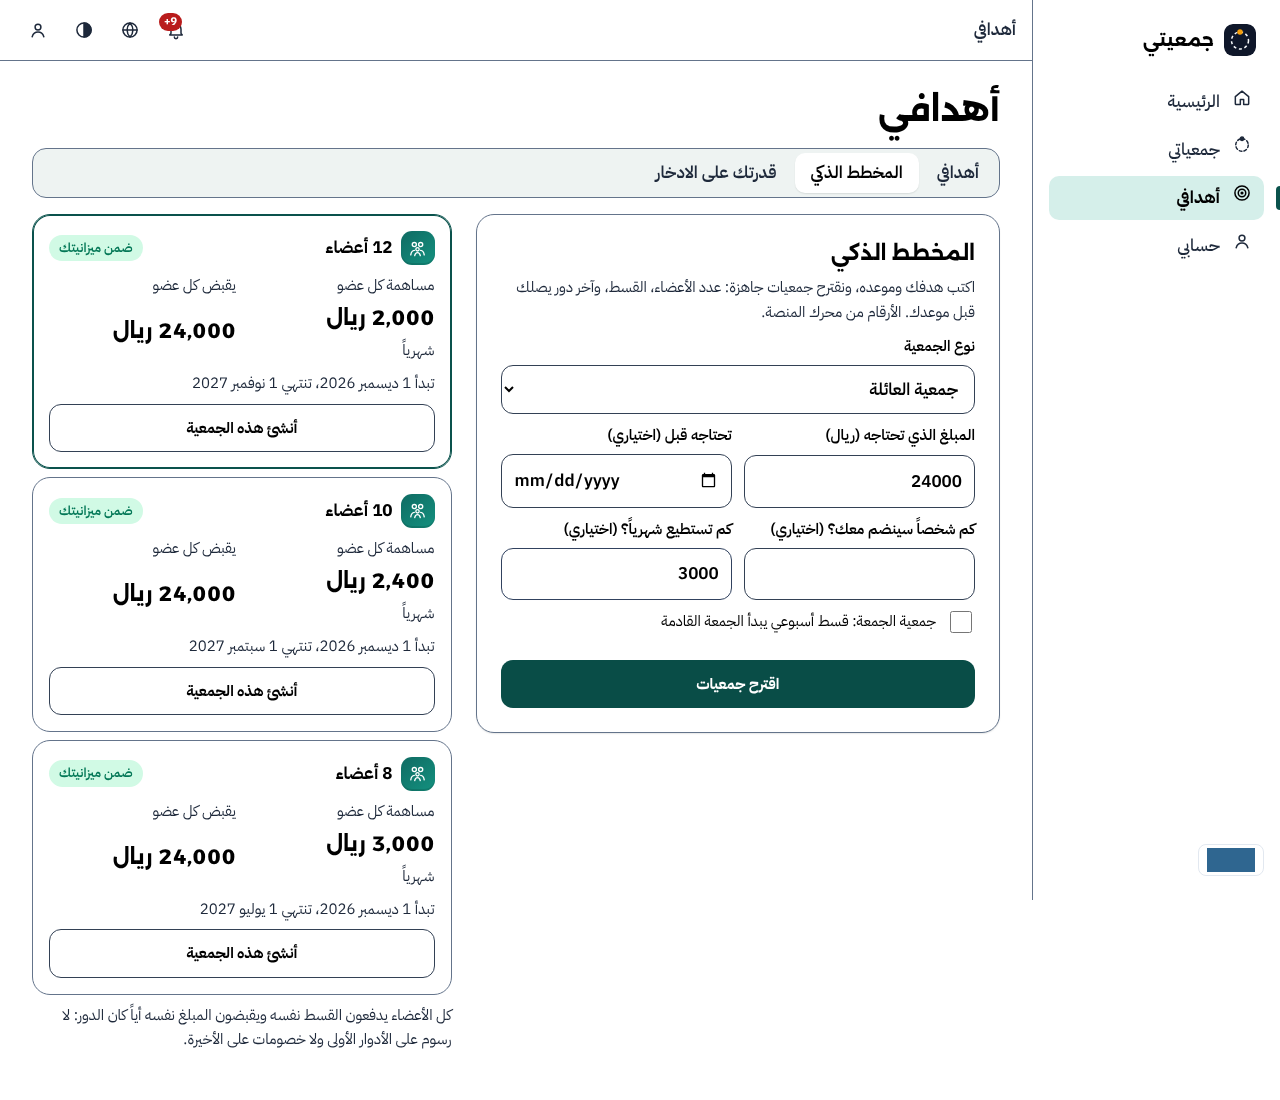 جمعيتي
الرئيسية
جمعياتي
أهدافي
حسابي
أهدافي
+9
أهدافي
أهدافي
المخطط الذكي
قدرتك على الادخار
المخطط الذكي
اكتب هدفك وموعده، ونقترح جمعيات جاهزة: عدد الأعضاء، القسط، وآخر دور يصلك
قبل موعدك. الأرقام من محرك المنصة.
نوع الجمعية
جمعية العائلة
المبلغ الذي تحتاجه (ريال)
تحتاجه قبل (اختياري)
24000
mm/dd/yyyy
كم شخصاً سينضم معك؟ (اختياري)
كم تستطيع شهرياً؟ (اختياري)
3000
جمعية الجمعة: قسط أسبوعي يبدأ الجمعة القادمة
اقترح جمعيات
12 أعضاء
ضمن ميزانيتك
مساهمة كل عضو
يقبض كل عضو
2,000 ريال
24,000 ريال
شهرياً
تبدأ 1 ديسمبر 2026، تنتهي 1 نوفمبر 2027
أنشئ هذه الجمعية
10 أعضاء
ضمن ميزانيتك
مساهمة كل عضو
يقبض كل عضو
2,400 ريال
24,000 ريال
شهرياً
تبدأ 1 ديسمبر 2026، تنتهي 1 سبتمبر 2027
أنشئ هذه الجمعية
8 أعضاء
ضمن ميزانيتك
مساهمة كل عضو
يقبض كل عضو
3,000 ريال
24,000 ريال
شهرياً
تبدأ 1 ديسمبر 2026، تنتهي 1 يوليو 2027
أنشئ هذه الجمعية
كل الأعضاء يدفعون القسط نفسه ويقبضون المبلغ نفسه أياً كان الدور: لا
رسوم على الأدوار الأولى ولا خصومات على الأخيرة.